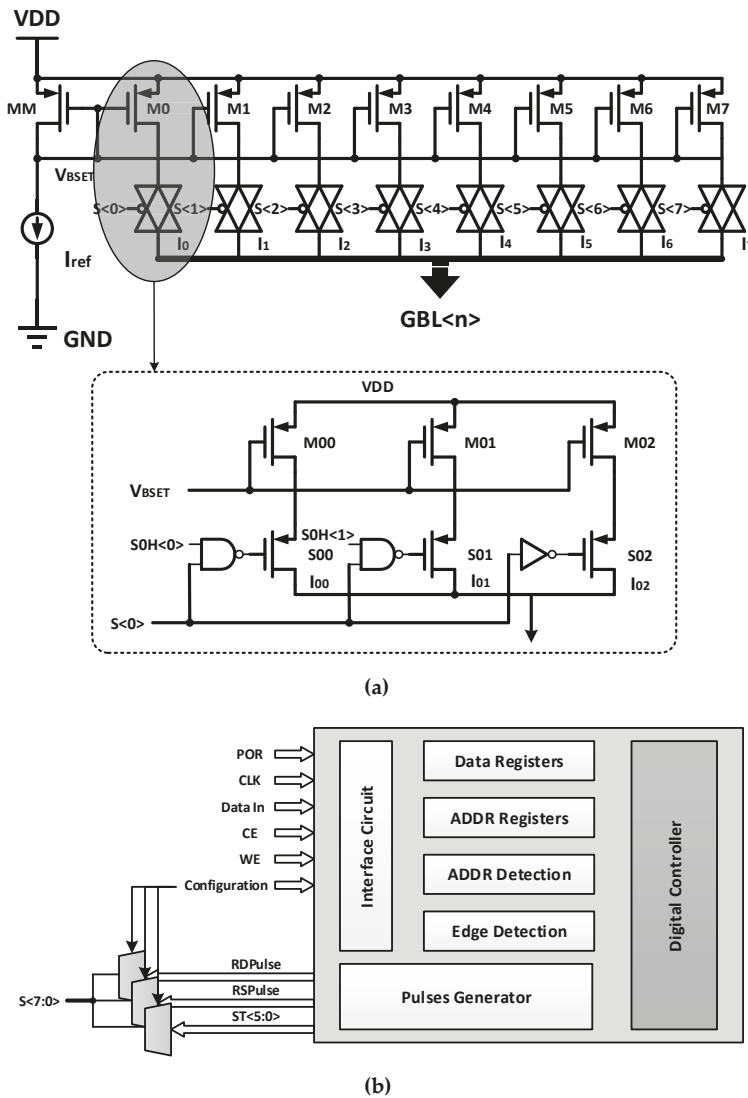 VDD
MM M0 M1 M2 M3 M4 M5 M6 M7
VBSET
S<0> S<1> S<2> S<3> S<4> S<5> S<6> S<7>
I0 I1 I2 I3 I4 I5 I6
Iref
GBL<n>
GND
VDD
M00 M01 M02
VBSET
S0H<0> S0H<1>
S00 S01 S02
I00 I01 I02
S<0>
(a)
POR
CLK
Data In
CE
WE
Configuration
Interface Circuit
Data Registers
ADDR Registers
ADDR Detection
Edge Detection
Digital Controller
RDPulse
RSPulse
ST<5:0>
Pulses Generator
S<7:0>
(b)